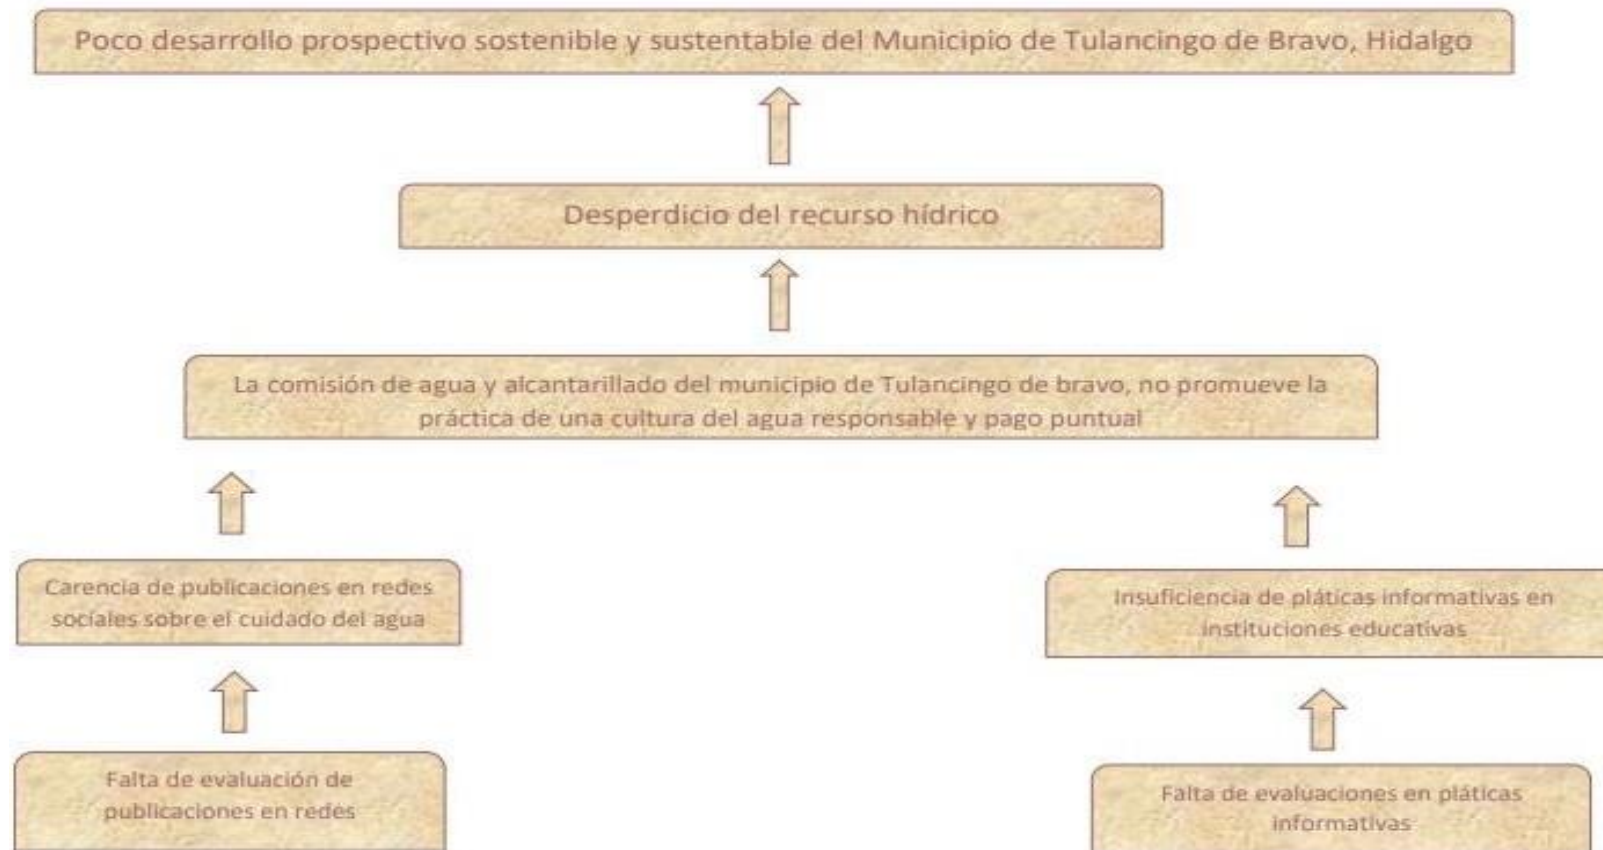 Poco desarrollo prospectivo sostenible y sustentable del Municipio de Tulancingo de Bravo, Hidalgo
Desperdicio del recurso hídrico
La comisión de agua y alcantarillado del municipio de Tulancingo de bravo, no promueve la
práctica de una cultura del agua responsable y pago puntual
Carencia de publicaciones en redes
sociales sobre el cuidado del agua
Insuficiencia de pláticas informativas en
instituciones educativas
Falta de evaluación de
publicaciones en redes
Falta de evaluaciones en pláticas
informativas